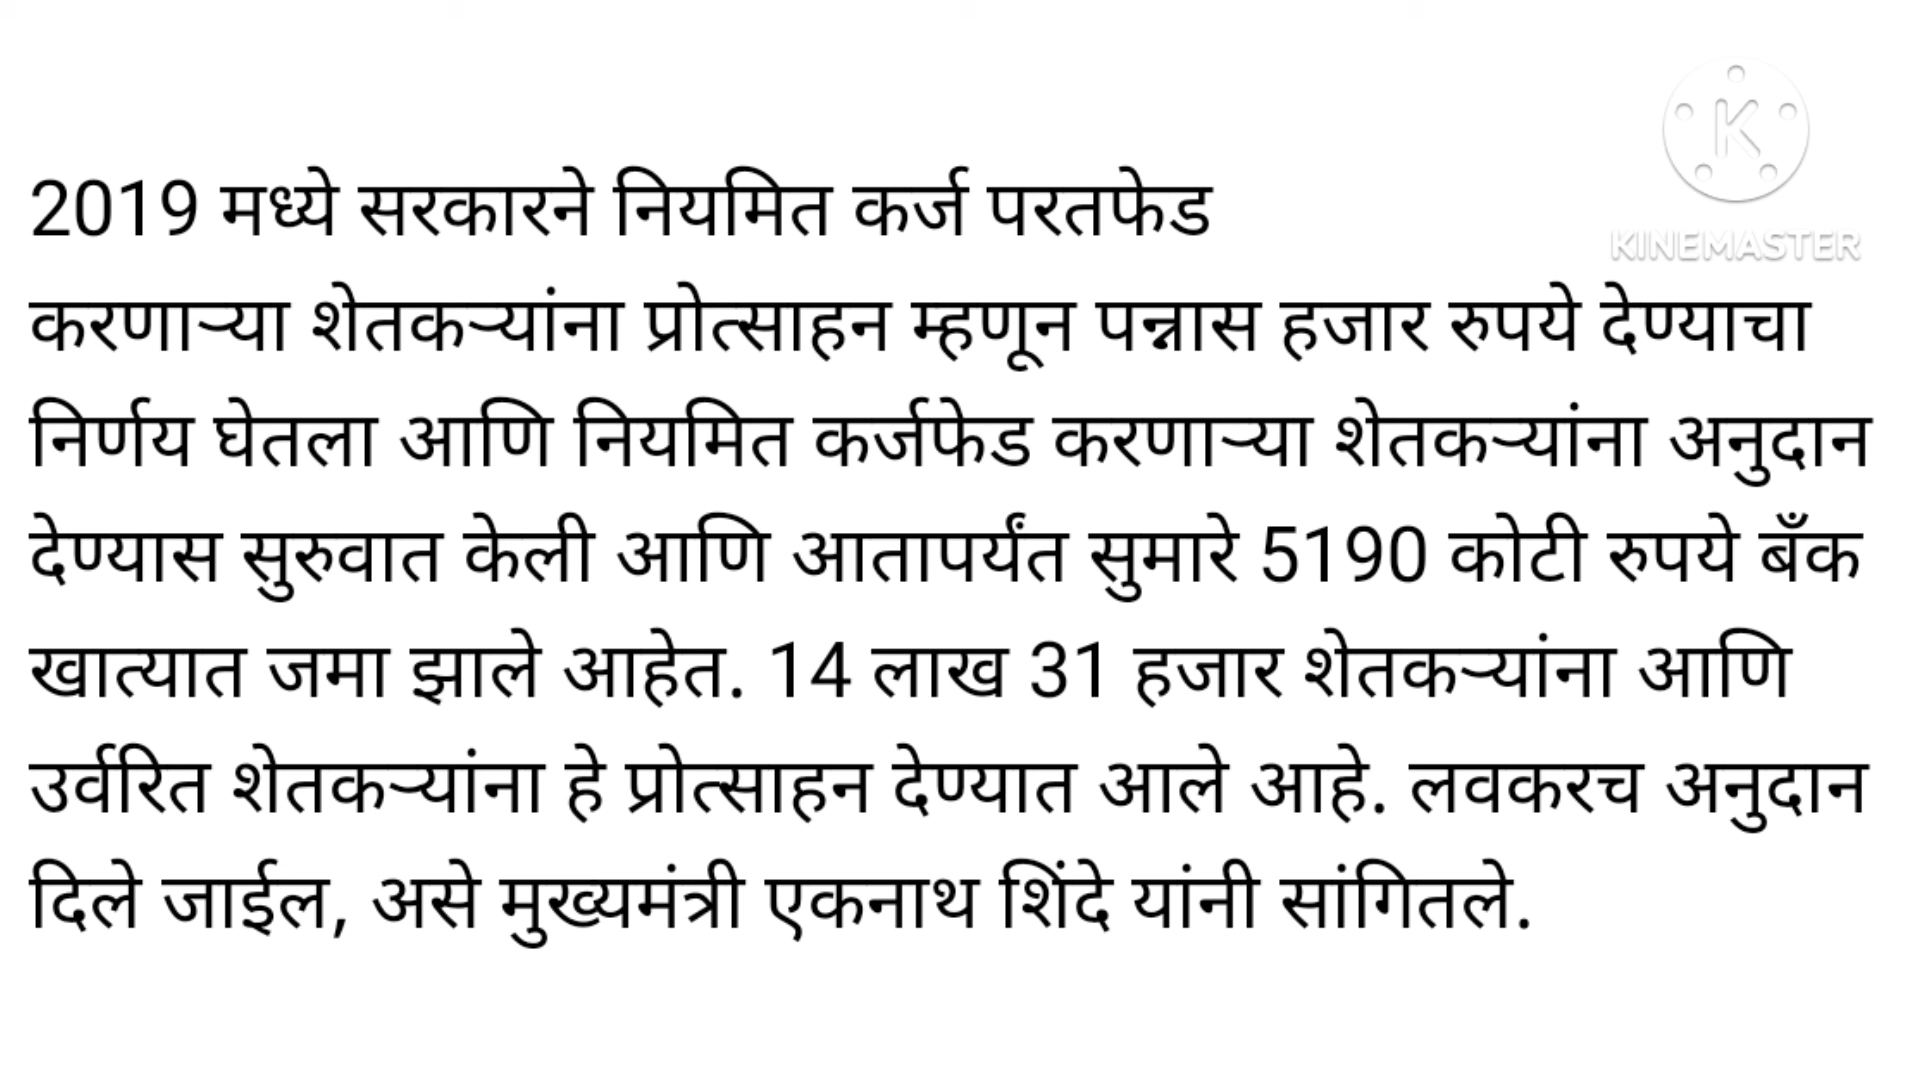 2019 मध्ये सरकारने नियमित कर्ज परतफेड
करणाऱ्या शेतकऱ्यांना प्रोत्साहन म्हणून पन्नास हजार रुपये देण्याचा
निर्णय घेतला आणि नियमित कर्जफेड करणाऱ्या शेतकऱ्यांना अनुदान
देण्यास सुरुवात केली आणि आतापर्यंत सुमारे 5190 कोटी रुपये बँक
खात्यात जमा झाले आहेत. 14 लाख 31 हजार शेतकऱ्यांना आणि
उर्वरित शेतकऱ्यांना हे प्रोत्साहन देण्यात आले आहे. लवकरच अनुदान
दिले जाईल, असे मुख्यमंत्री एकनाथ शिंदे यांनी सांगितले.
K
KINEMASTER